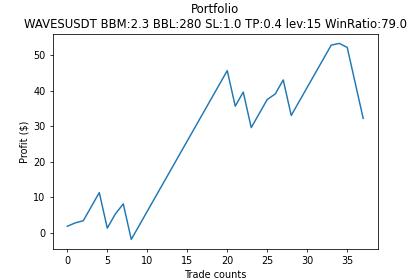 Portfolio
WAVESUSDT BBM:2.3 BBL:280 SL:1.0 TP:0.4 lev:15 WinRatio:79.0
Profit ($)
50
40
30
20
10
0
0 5 10 15 20 25 30 35
Trade counts